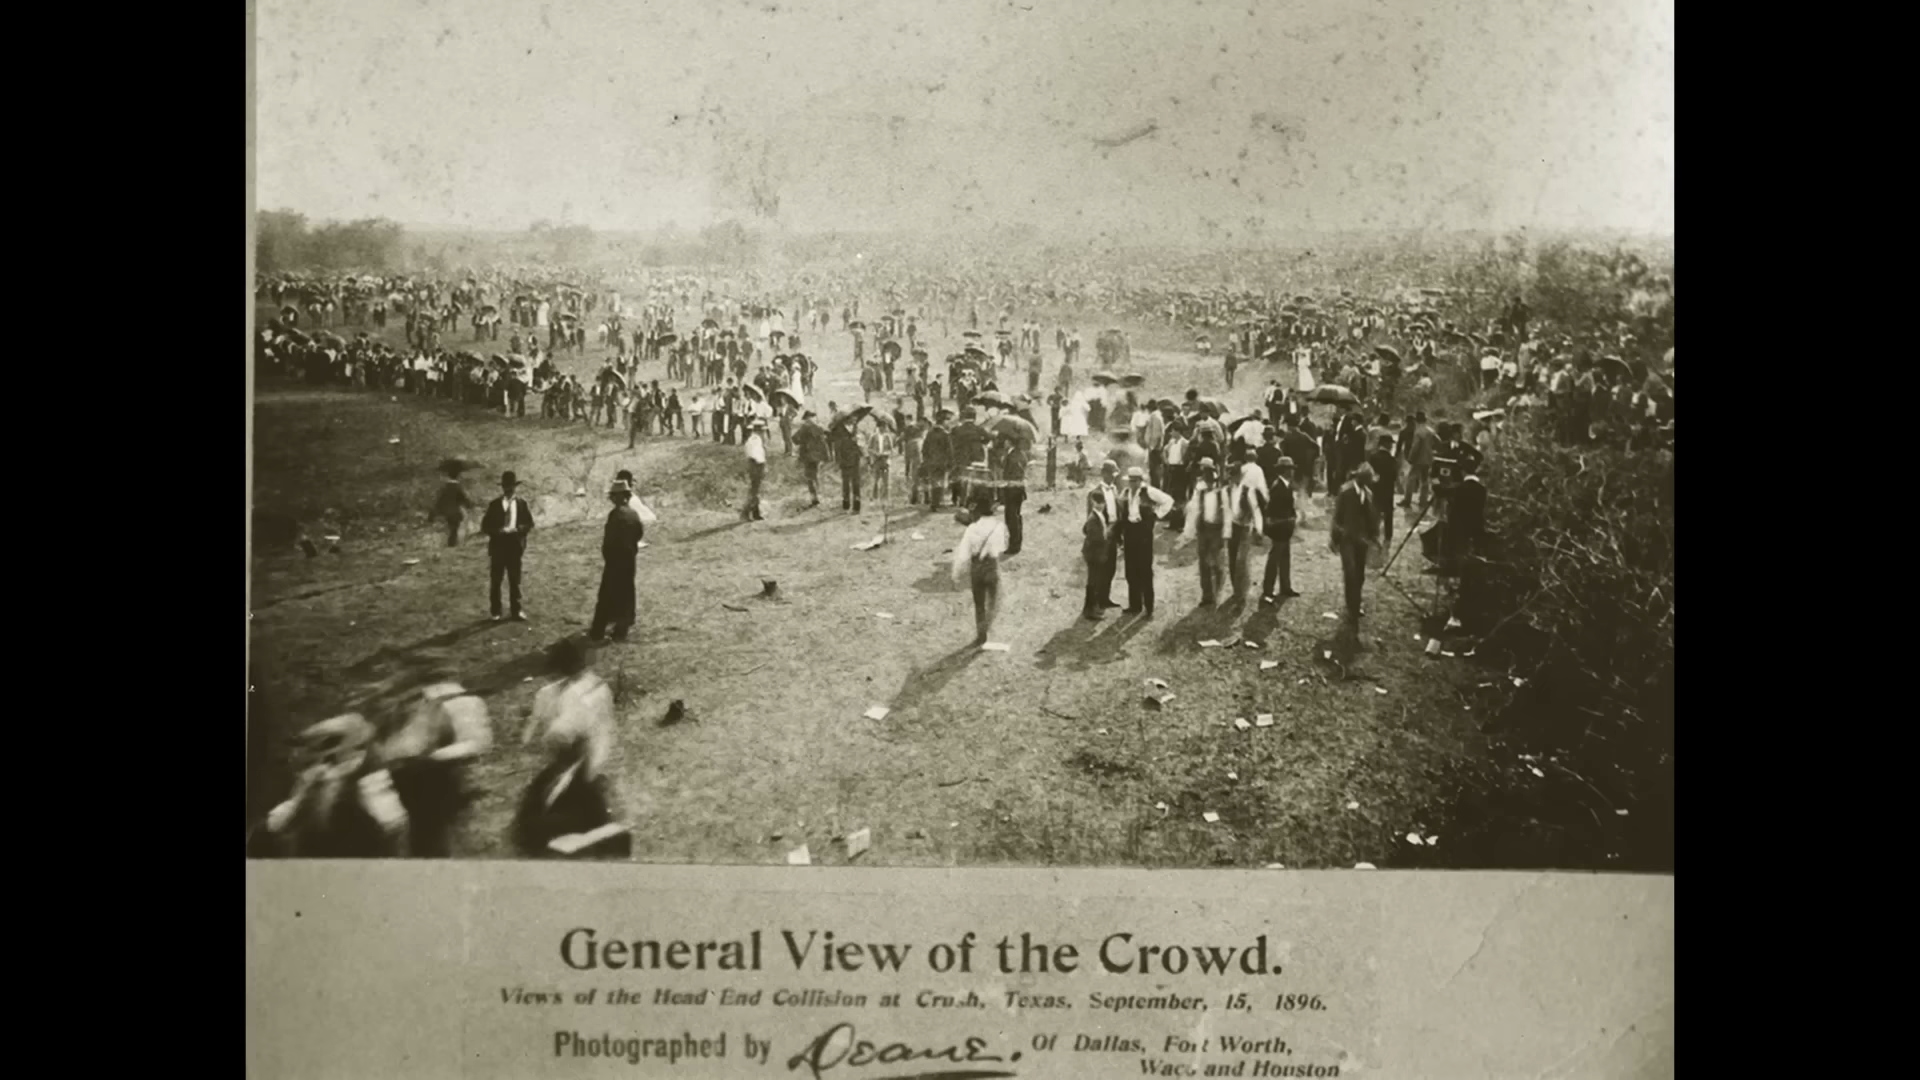 General View of the Crowd.
Views of the Head End Collision at Crush, Texas, September, 15, 1896.
Photographed by Deane. Of Dallas, Fort Worth,
Waco and Houston